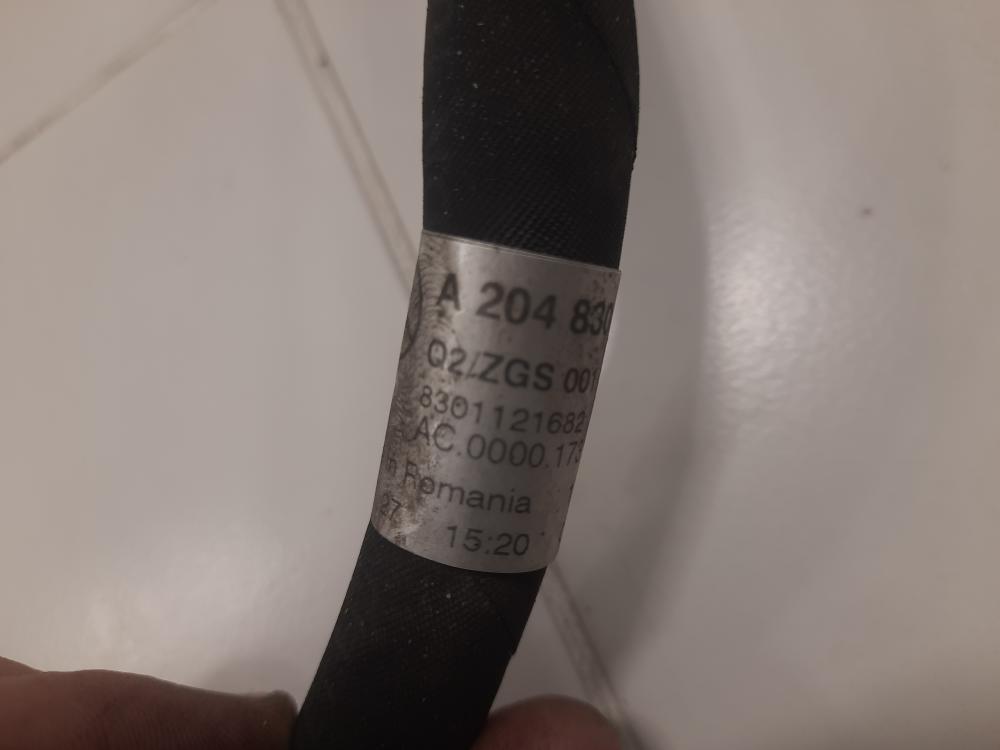 A 204 830
Q2/ZGS 001
8301121682
AC.0000.173
n Romania
27 15:20